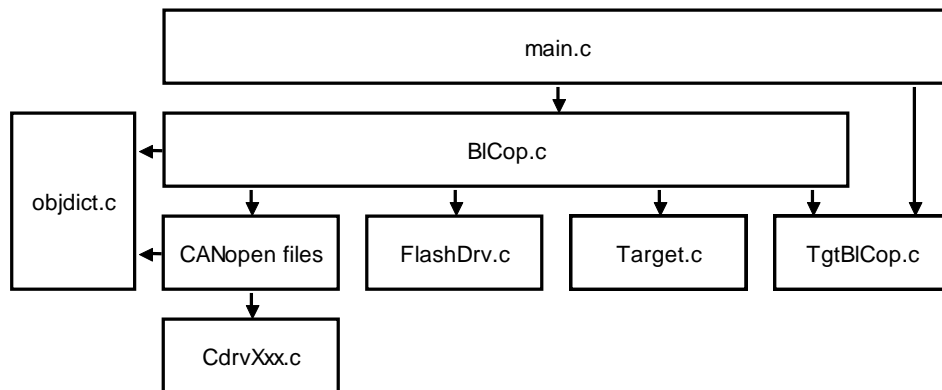 main.c
BlCop.c
objdict.c
CANopen files
FlashDrv.c
Target.c
TgtBlCop.c
CdrvXxx.c